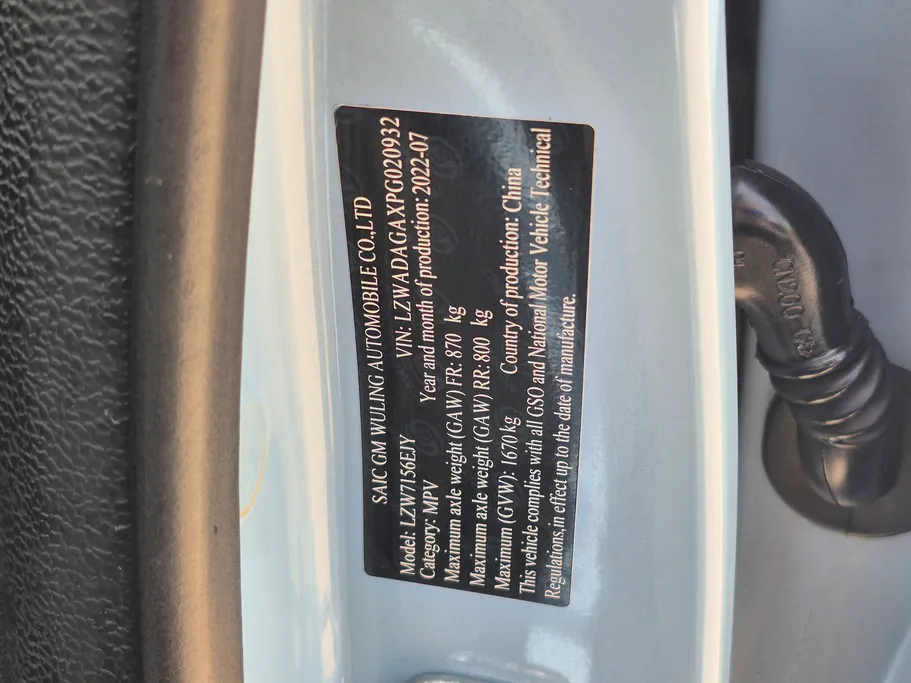 SAIC GM WULING AUTOMOBILE CO.,LTD
Model: LZW7156EJY VIN: LZWADAGAXPG020932
Category: MPV Year and month of production: 2022-07
Maximum axle weight (GAW) FR: 870 kg
Maximum axle weight (GAW) RR: 800 kg
Maximum (GVW): 1670 kg Country of production: China
This vehicle complies with all GSO and National Motor Vehicle Technical
Regulations,in effect up to the date of manufacture.